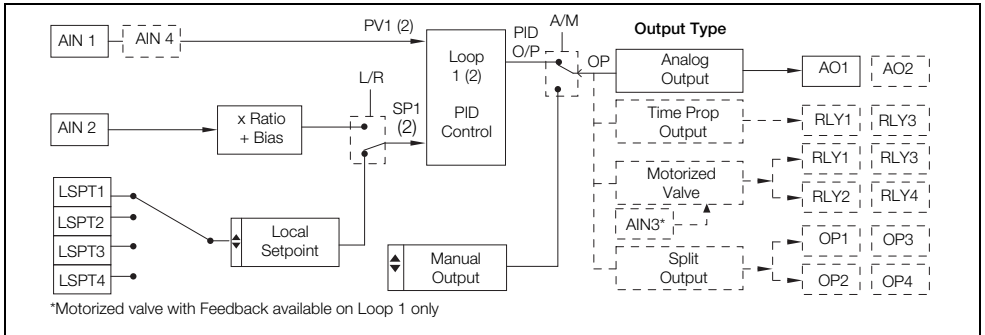 AIN 1
AIN 4
PV1 (2)
AIN 2
x Ratio
+ Bias
L/R
SP1
(2)
LSPT1
LSPT2
LSPT3
LSPT4
Local
Setpoint
Loop
1 (2)
PID
Control
PID
O/P
A/M
OP
Manual
Output
Output Type
Analog
Output
AO1
AO2
Time Prop
Output
RLY1
RLY3
Motorized
Valve
RLY1
RLY3
RLY2
RLY4
AIN3*
Split
Output
OP1
OP3
OP2
OP4
*Motorized valve with Feedback available on Loop 1 only